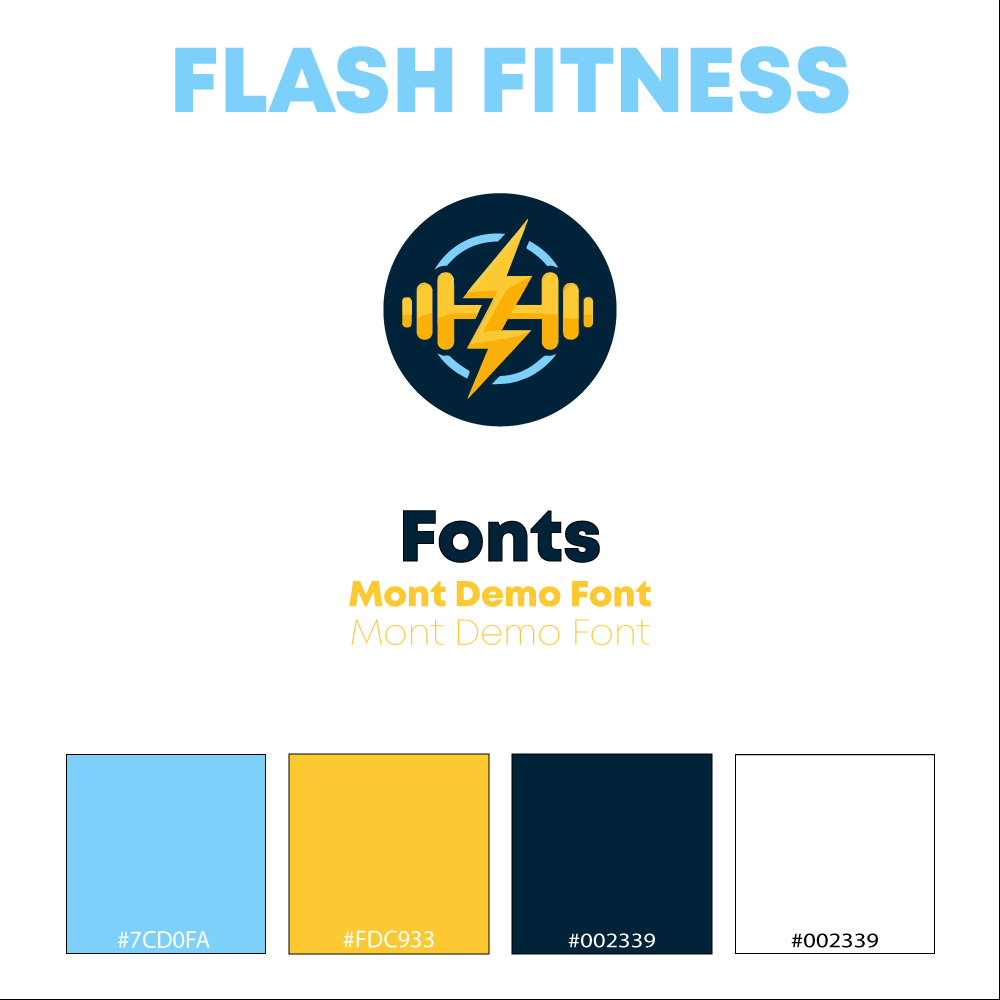 FLASH FITNESS
Fonts
Mont Demo Font
Mont Demo Font
#7CD0FA
#FDC933
#002339
#002339